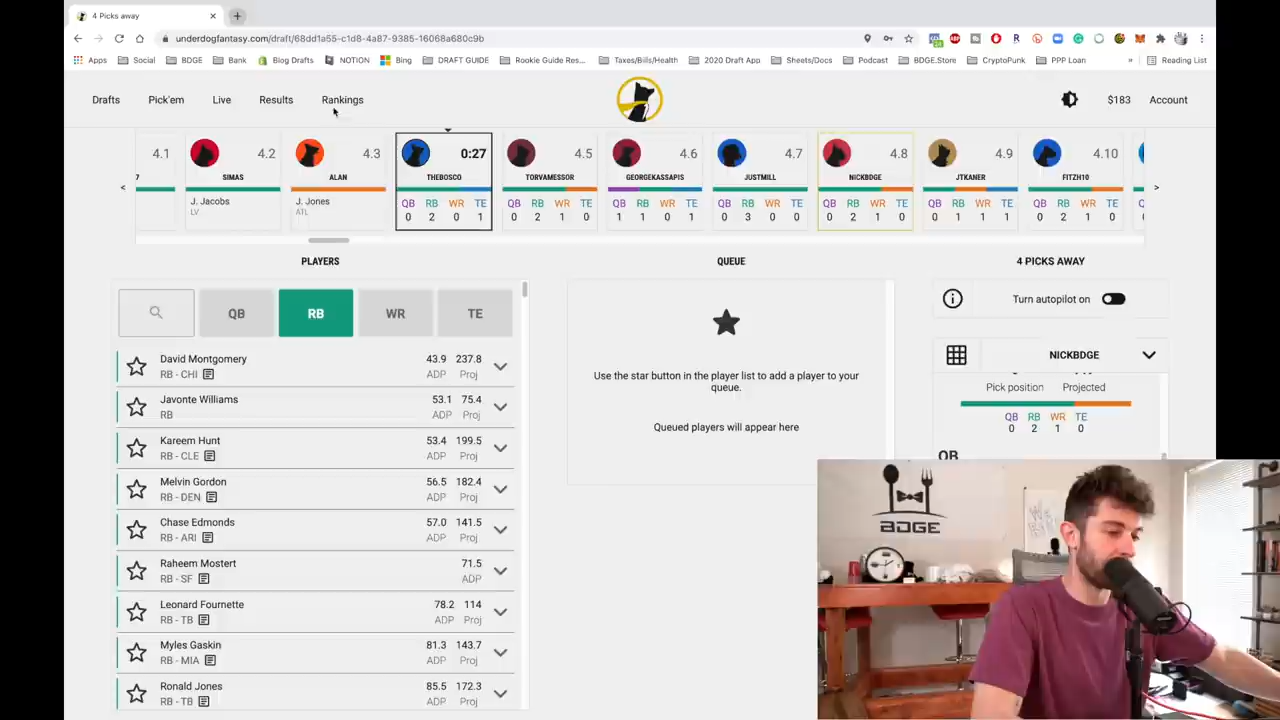 4 Picks away
underdogfantasy.com/draft/68dd1a55-c1d8-4a87-9385-16068a680c9b
Apps Social BDGE Bank Blog Drafts NOTION Bing DRAFT GUIDE Rookie Guide Res... Taxes/Bills/Health 2020 Draft App Sheets/Docs Podcast BDGE.Store CryptoPunk PPP Loan » Reading List
Drafts Pick'em Live Results Rankings $183 Account
4.1 4.2 4.3 0:27 4.5 4.6 4.7 4.8 4.9 4.10
7 SIMAS ALAN THEBOSCO TORVAMESSOR GEORGEKASSAPIS JUSTMILL NICKBDGE JTKANER FITZH10
J. Jacobs J. Jones QB RB WR TE QB RB WR TE QB RB WR TE QB RB WR TE QB RB WR TE QB RB WR TE QB RB WR TE
LV ATL 0 2 0 1 0 2 1 0 1 1 0 1 0 3 0 0 0 2 1 0 0 1 1 1 0 2 1 0
PLAYERS QUEUE 4 PICKS AWAY
Turn autopilot on
QB RB WR TE
NICKBDGE
Pick position Projected
QB RB WR TE
0 2 1 0
QB
Use the star button in the player list to add a player to your
queue.
Queued players will appear here
David Montgomery 43.9 237.8
RB - CHI ADP Proj
Javonte Williams 53.1 75.4
RB ADP Proj
Kareem Hunt 53.4 199.5
RB - CLE ADP Proj
Melvin Gordon 56.5 182.4
RB - DEN ADP Proj
Chase Edmonds 57.0 141.5
RB - ARI ADP Proj
Raheem Mostert 71.5
RB - SF ADP
Leonard Fournette 78.2 114
RB - TB ADP Proj
Myles Gaskin 81.3 143.7
RB - MIA ADP Proj
Ronald Jones 85.5 172.3
RB - TB ADP Proj
BDGE